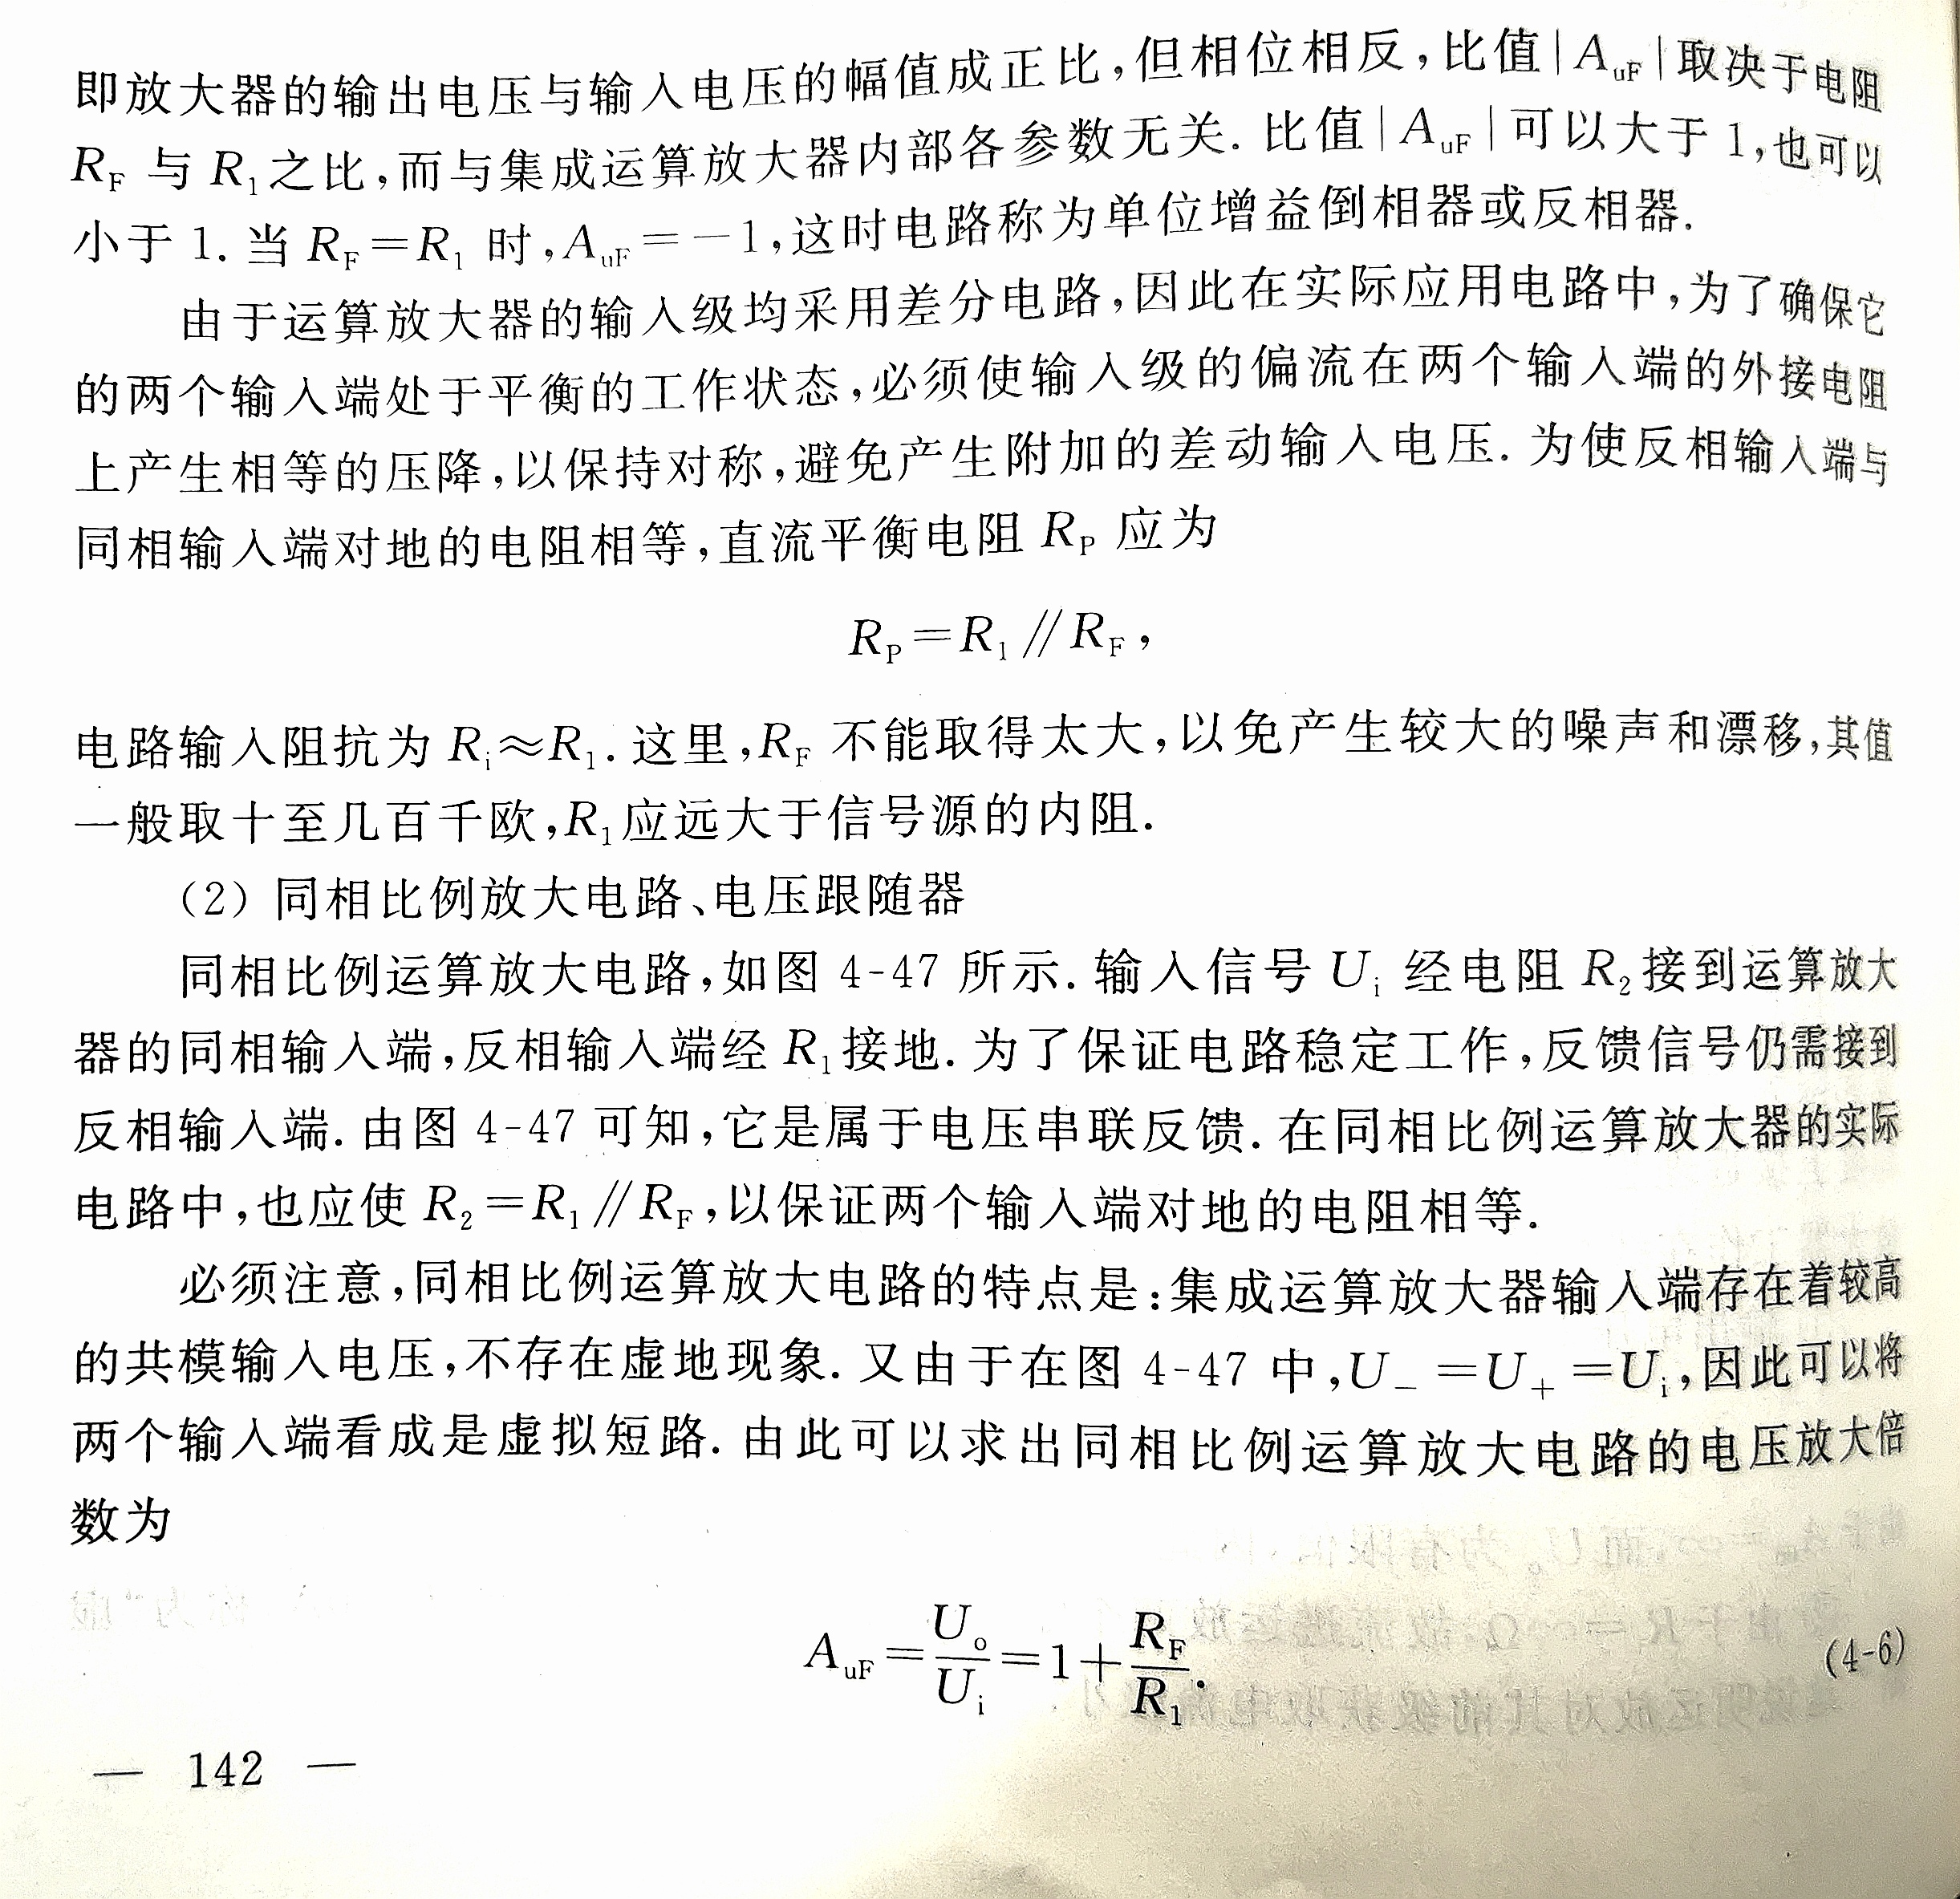 即放大器的输出电压与输入电压的幅值成正比,但相位相反,比值|A_uF|取决于电阻
R_F 与 R_1之比,而与集成运算放大器内部各参数无关. 比值|A_uF|可以大于 1,也可以
小于 1. 当 R_F=R_1 时,A_uF=-1,这时电路称为单位增益倒相器或反相器.
由于运算放大器的输入级均采用差分电路,因此在实际应用电路中,为了确保它
的两个输入端处于平衡的工作状态,必须使输入级的偏流在两个输入端的外接电阻
上产生相等的压降,以保持对称,避免产生附加的差动输入电压. 为使反相输入端与
同相输入端对地的电阻相等,直流平衡电阻 R_P 应为
R_P=R_1∥R_F,
电路输入阻抗为 R_i≈R_1. 这里,R_F 不能取得太大,以免产生较大的噪声和漂移,其值
一般取十至几百千欧,R_1应远大于信号源的内阻.
(2) 同相比例放大电路、电压跟随器
同相比例运算放大电路,如图 4-47 所示. 输入信号 U_i 经电阻 R_2接到运算放大
器的同相输入端,反相输入端经 R_1接地. 为了保证电路稳定工作,反馈信号仍需接到
反相输入端. 由图 4-47 可知,它是属于电压串联反馈. 在同相比例运算放大器的实际
电路中,也应使 R_2=R_1∥R_F,以保证两个输入端对地的电阻相等.
必须注意,同相比例运算放大电路的特点是:集成运算放大器输入端存在着较高
的共模输入电压,不存在虚地现象. 又由于在图 4-47 中,U_-=U_+=U_i,因此可以将
两个输入端看成是虚拟短路. 由此可以求出同相比例运算放大电路的电压放大倍
数为
A_uF=U_o/U_i=1+R_F/R_1. (4-6)
— 142 —